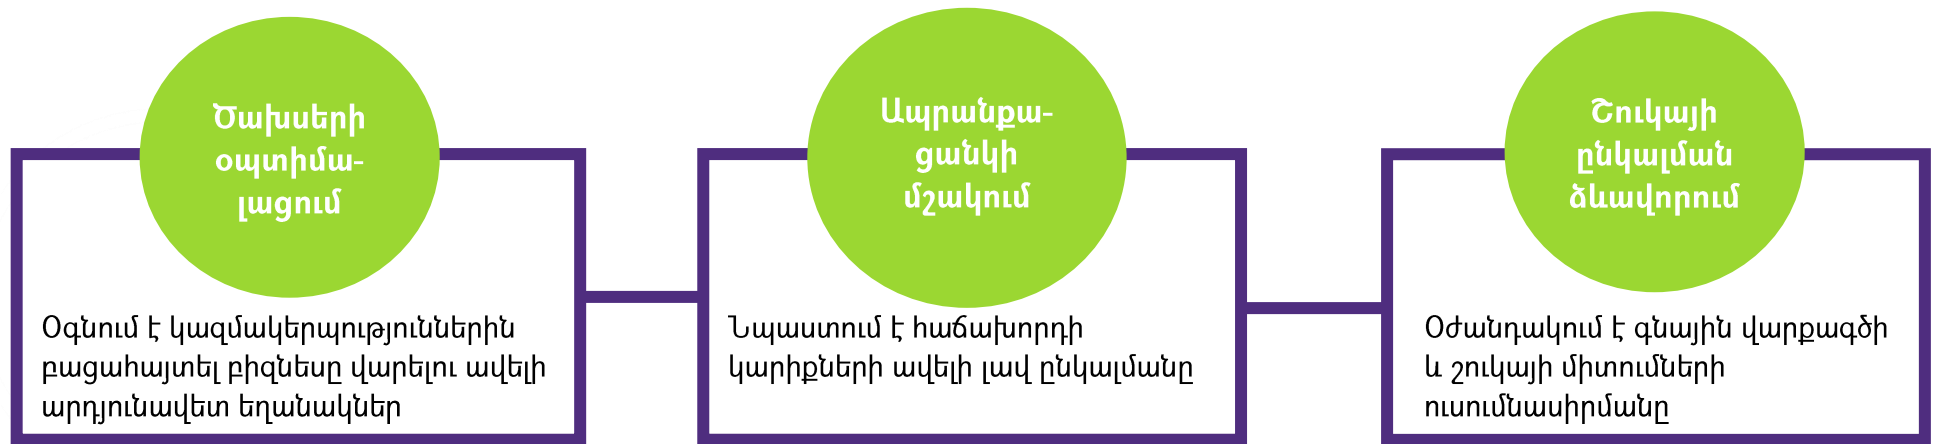 Ծախսերի
օպտիմա-
լացում
Օգնում է կազմակերպություններին
բացահայտել բիզնեսը վարելու ավելի
արդյունավետ եղանակներ
Ապրանքա-
ցանկի
մշակում
Նպաստում է հաճախորդի
կարիքների ավելի լավ ընկալմանը
Շուկայի
ընկալման
ձևավորում
Օժանդակում է գնային վարքագծի
և շուկայի միտումների
ուսումնասիրմանը